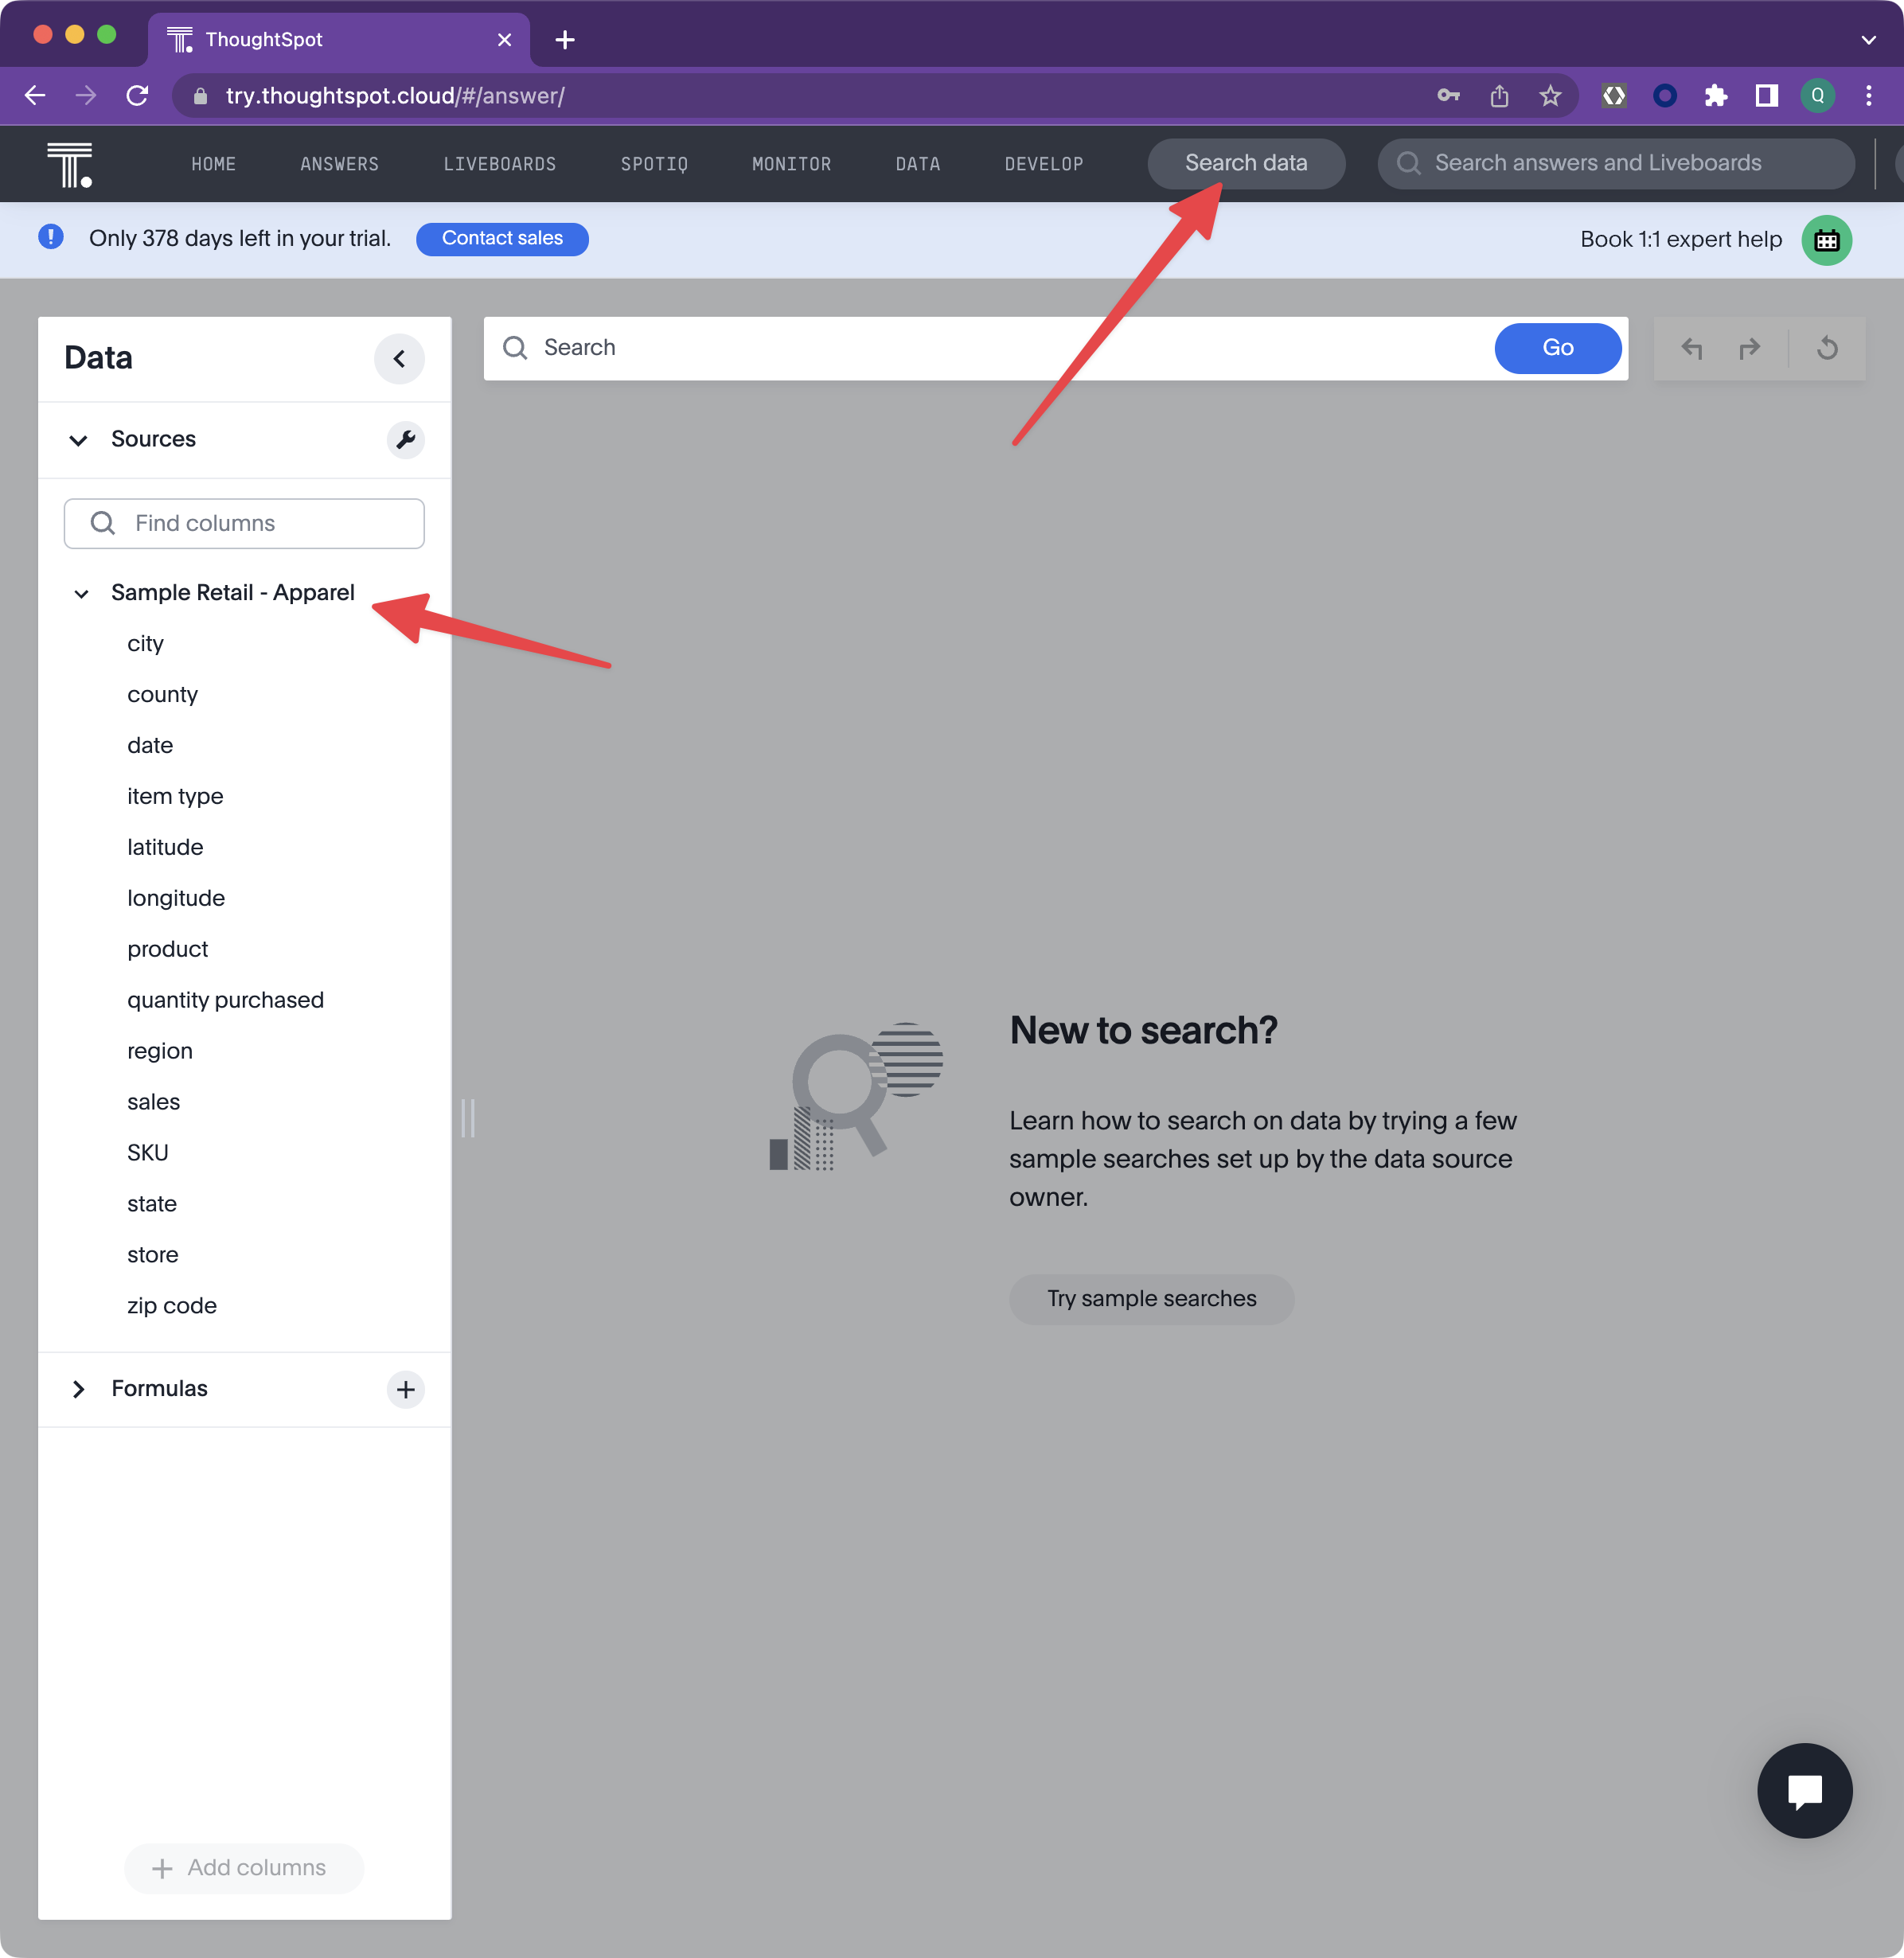 ThoughtSpot
try.thoughtspot.cloud/#/answer/
Q
T.
HOME ANSWERS LIVEBOARDS SPOTIQ MONITOR DATA DEVELOP Search data Search answers and Liveboards
Only 378 days left in your trial. Contact sales Book 1:1 expert help
Data
Search Go
Sources
Find columns
Sample Retail - Apparel
city
county
date
item type
latitude
longitude
product
quantity purchased
region
sales
SKU
state
store
zip code
Formulas
Add columns
New to search?
Learn how to search on data by trying a few
sample searches set up by the data source
owner.
Try sample searches